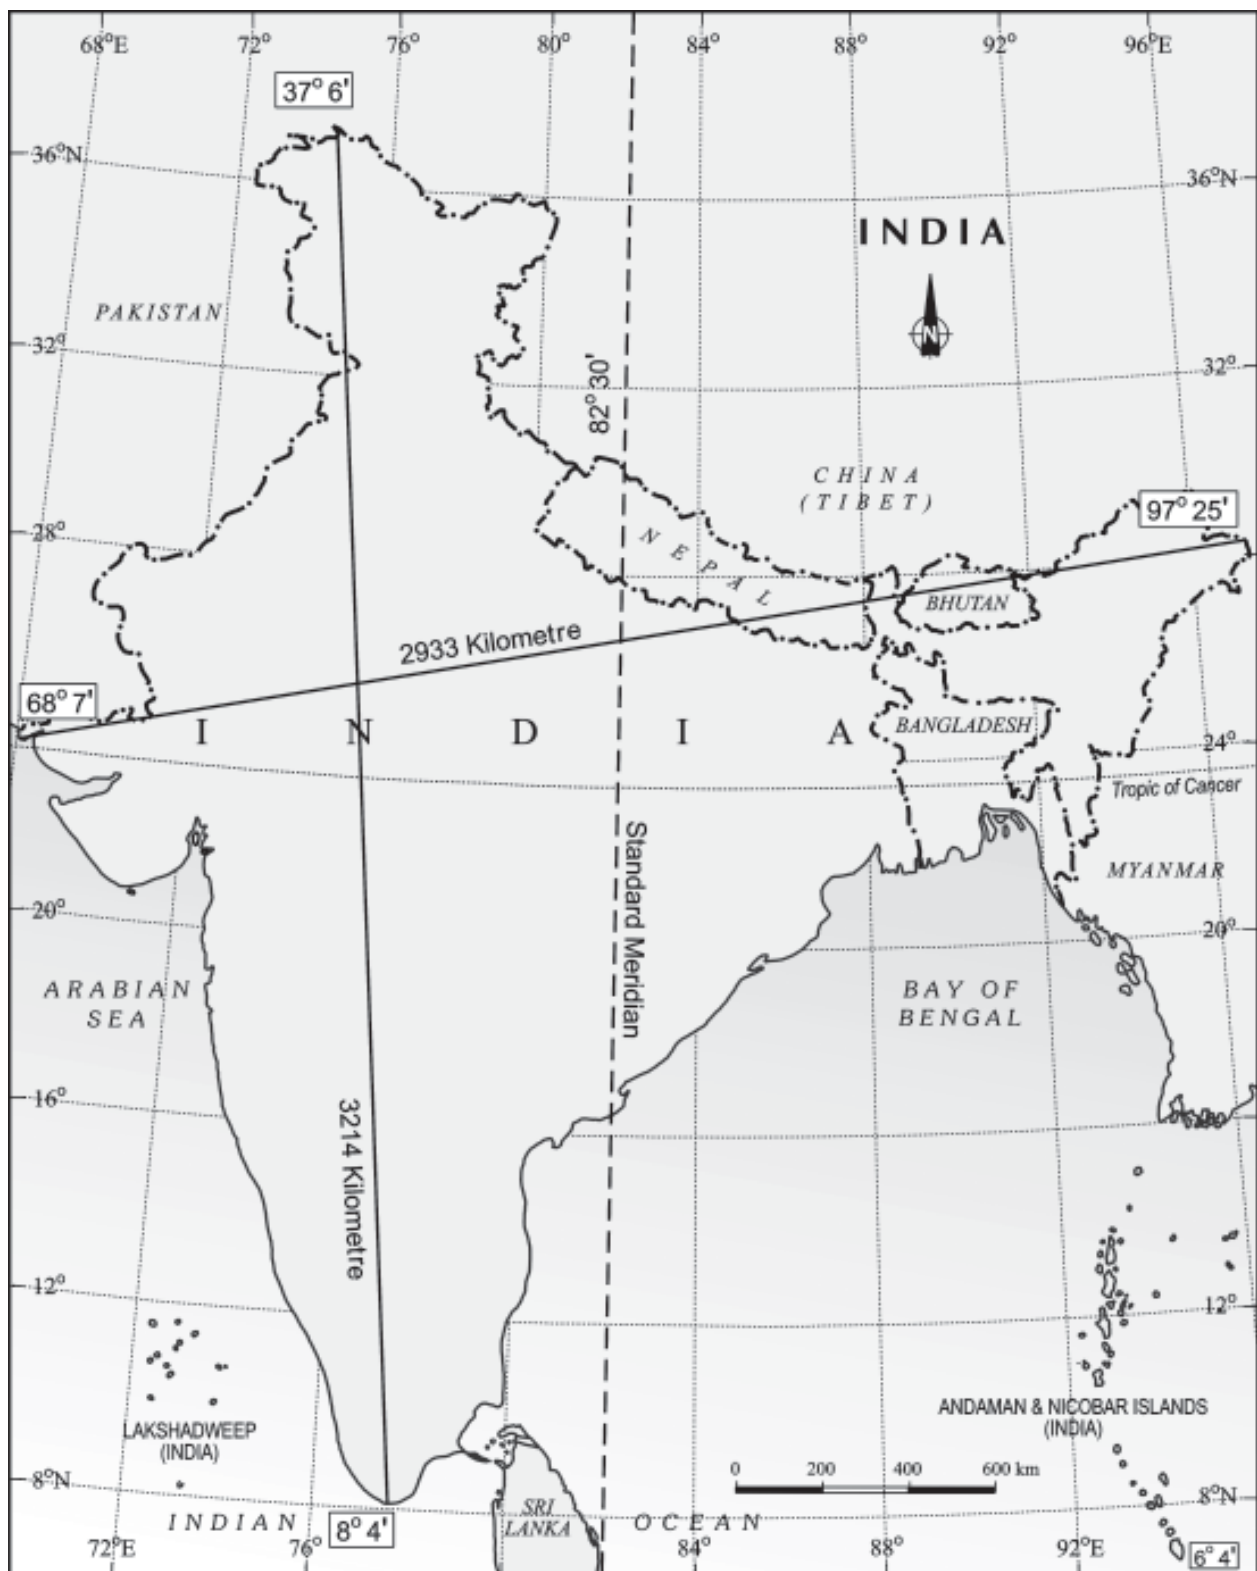 68°E 72° 76° 80° 84° 88° 92° 96°E
37° 6'
36°N
36°N
INDIA
N
PAKISTAN
32°
32°
82° 30'
CHINA
(TIBET)
97° 25'
28°
NEPAL
BHUTAN
2933 Kilometre
68° 7'
INDIA
BANGLADESH
24°
Tropic of Cancer
Standard Meridian
MYANMAR
20°
20°
ARABIAN
SEA
BAY OF
BENGAL
16°
3214 Kilometre
12°
12°
LAKSHADWEEP
(INDIA)
ANDAMAN & NICOBAR ISLANDS
(INDIA)
0 200 400 600 km
8°N
8°N
INDIAN
8° 4'
SRI
LANKA
OCEAN
72°E 76° 84° 88° 92°E
6° 4'